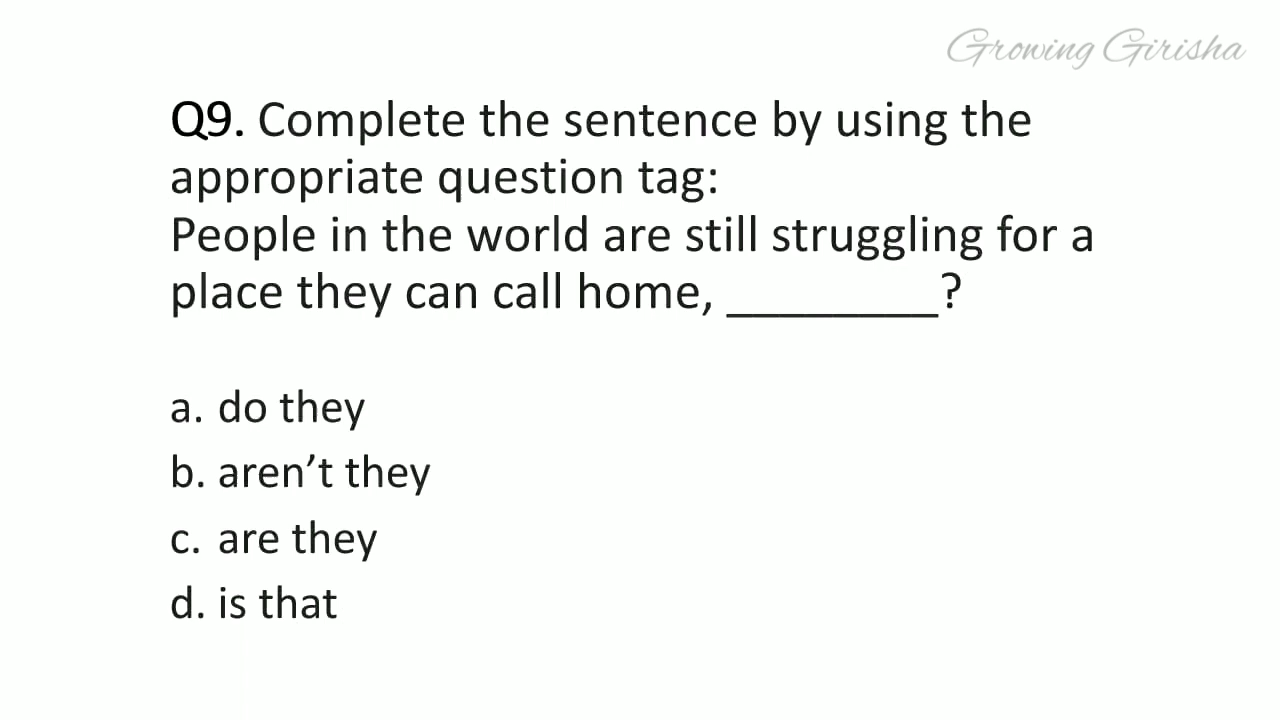 Growing Girisha
Q9. Complete the sentence by using the
appropriate question tag:
People in the world are still struggling for a
place they can call home, ________?
a. do they
b. aren’t they
c. are they
d. is that